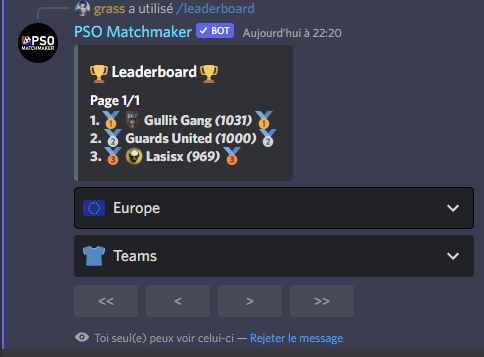 grass a utilisé /leaderboard
PSO
MATCHMAKER
PSO Matchmaker ✓ BOT Aujourd'hui à 22:20
🏆 Leaderboard 🏆
Page 1/1
1. 🥇 Gullit Gang (1031) 🥇
2. 🥈 Guards United (1000) 🥈
3. 🥉 Lasisx (969) 🥉
Europe
Teams
<< < > >>
Toi seul(e) peux voir celui-ci — Rejeter le message